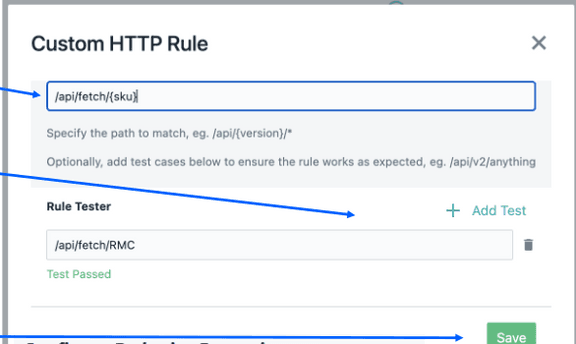 Custom HTTP Rule
/api/fetch/{sku}
Specify the path to match, eg. /api/{version}/*
Optionally, add test cases below to ensure the rule works as expected, eg. /api/v2/anything
Rule Tester
+ Add Test
/api/fetch/RMC
Test Passed
Save